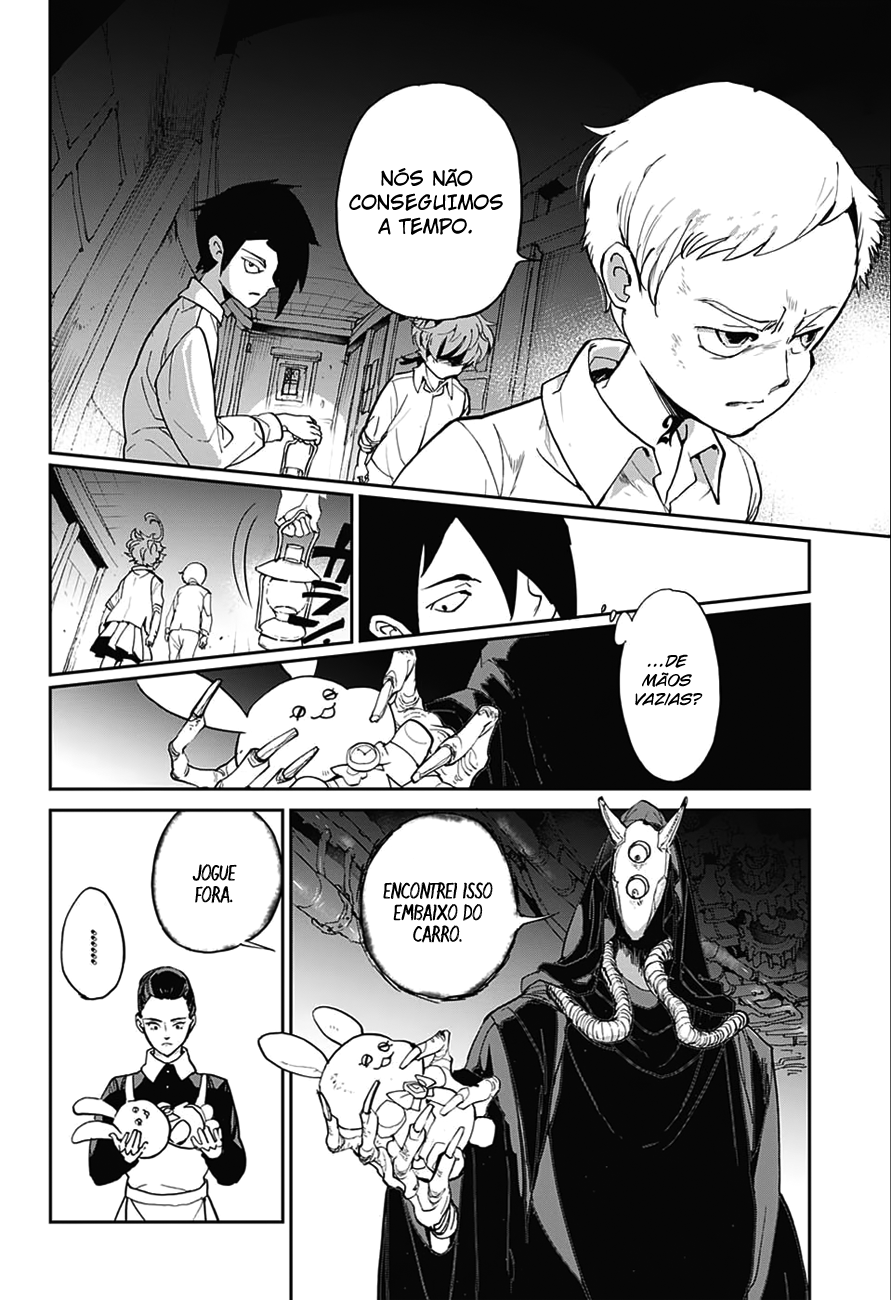 NÓS NÃO
CONSEGUIMOS
A TEMPO.
...DE
MÃOS
VAZIAS?
ENCONTREI ISSO
EMBAIXO DO
CARRO.
JOGUE
FORA.
......